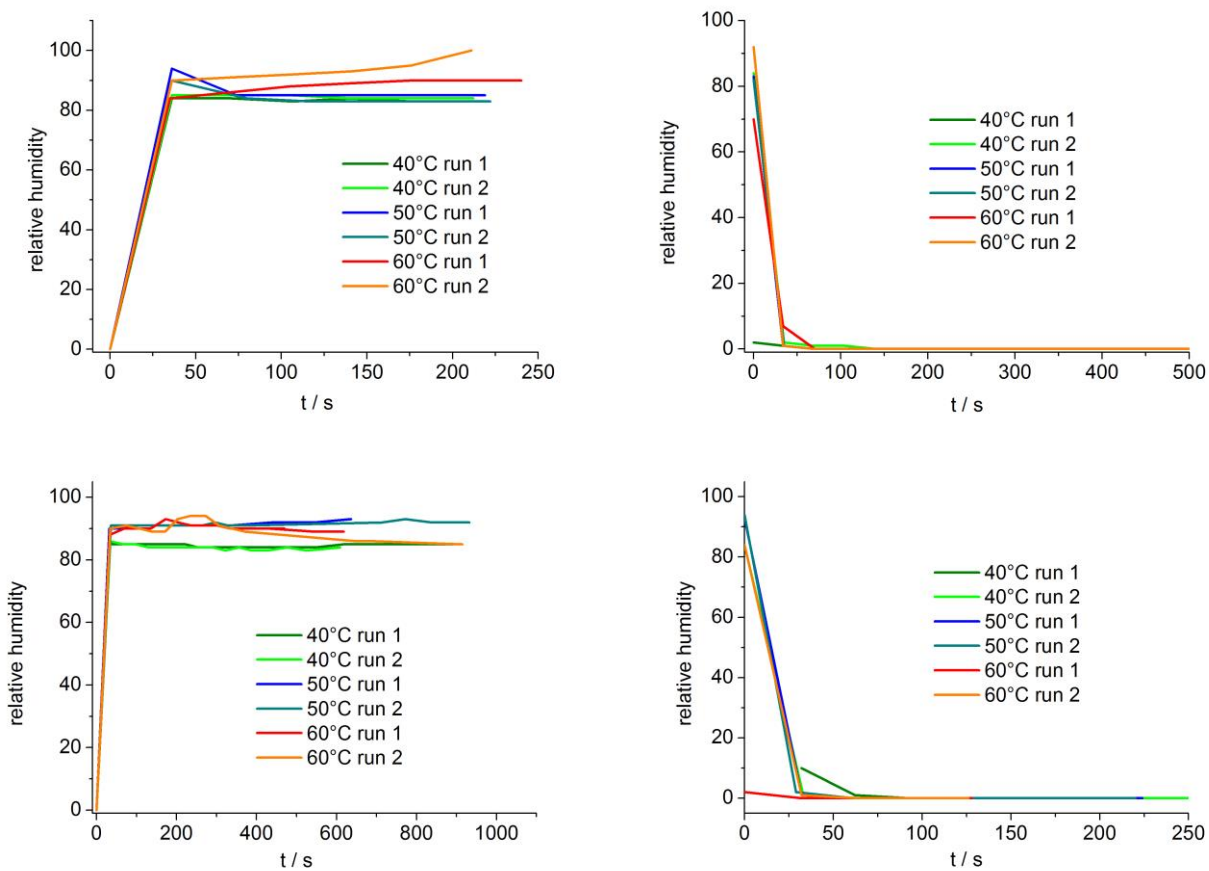 100
80
60
40
20
0
relative humidity
40°C run 1
40°C run 2
50°C run 1
50°C run 2
60°C run 1
60°C run 2
0 50 100 150 200 250
t / s
100
80
60
40
20
0
relative humidity
40°C run 1
40°C run 2
50°C run 1
50°C run 2
60°C run 1
60°C run 2
0 100 200 300 400 500
t / s
100
80
60
40
20
0
relative humidity
40°C run 1
40°C run 2
50°C run 1
50°C run 2
60°C run 1
60°C run 2
0 200 400 600 800 1000
t / s
100
80
60
40
20
0
relative humidity
40°C run 1
40°C run 2
50°C run 1
50°C run 2
60°C run 1
60°C run 2
0 50 100 150 200 250
t / s